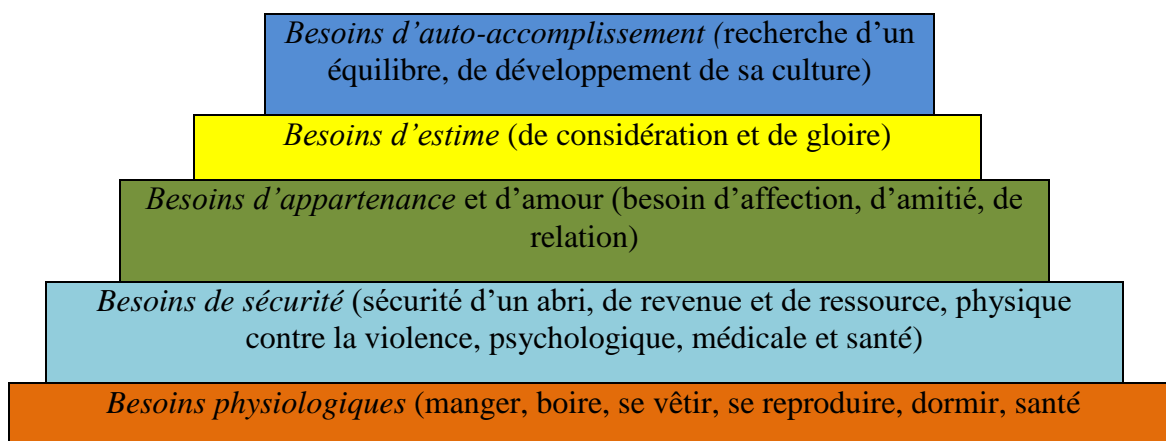 Besoins d’auto-accomplissement (recherche d’un
équilibre, de développement de sa culture)
Besoins d’estime (de considération et de gloire)
Besoins d’appartenance et d’amour (besoin d’affection, d’amitié, de
relation)
Besoins de sécurité (sécurité d’un abri, de revenue et de ressource, physique
contre la violence, psychologique, médicale et santé)
Besoins physiologiques (manger, boire, se vêtir, se reproduire, dormir, santé